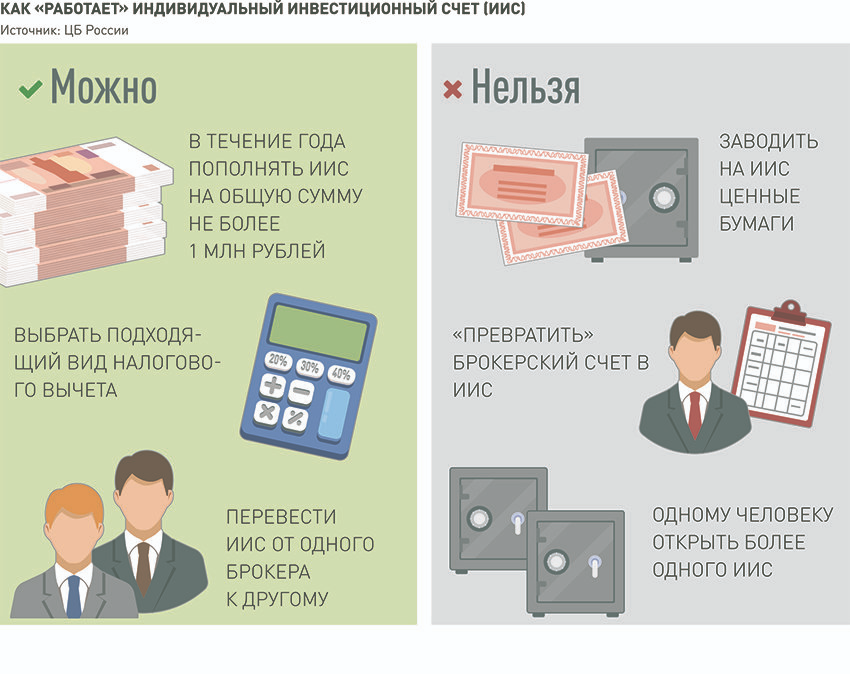 КАК «РАБОТАЕТ» ИНДИВИДУАЛЬНЫЙ ИНВЕСТИЦИОННЫЙ СЧЕТ (ИИС)
Источник: ЦБ России
Можно
В ТЕЧЕНИЕ ГОДА
ПОПОЛНЯТЬ ИИС
НА ОБЩУЮ СУММУ
НЕ БОЛЕЕ
1 МЛН РУБЛЕЙ
ВЫБРАТЬ ПОДХОДЯ-
ЩИЙ ВИД НАЛОГОВО-
ГО ВЫЧЕТА
20% 30% 40%
+ −
× %
ПЕРЕВЕСТИ
ИИС ОТ ОДНОГО
БРОКЕРА
К ДРУГОМУ
Нельзя
ЗАВОДИТЬ
НА ИИС
ЦЕННЫЕ
БУМАГИ
«ПРЕВРАТИТЬ»
БРОКЕРСКИЙ СЧЕТ В
ИИС
ОДНОМУ ЧЕЛОВЕКУ
ОТКРЫТЬ БОЛЕЕ
ОДНОГО ИИС